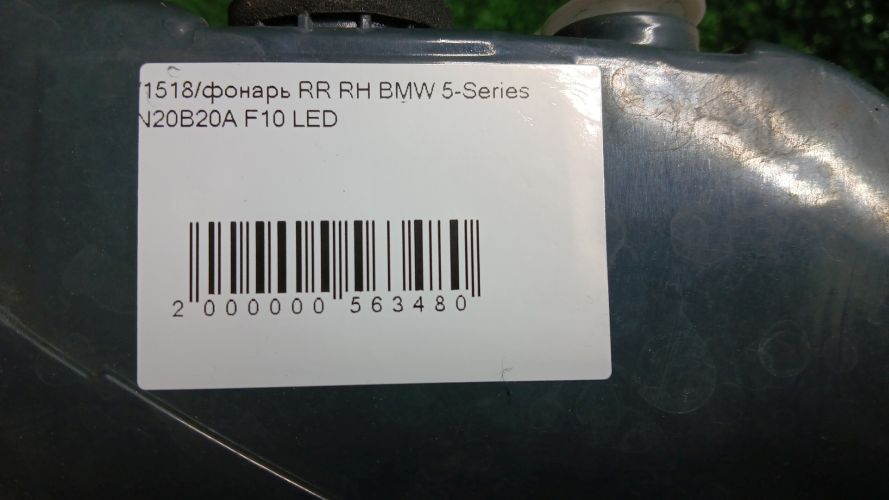 /1518/фонарь RR RH BMW 5-Series
N20B20A F10 LED
2 000000 563480